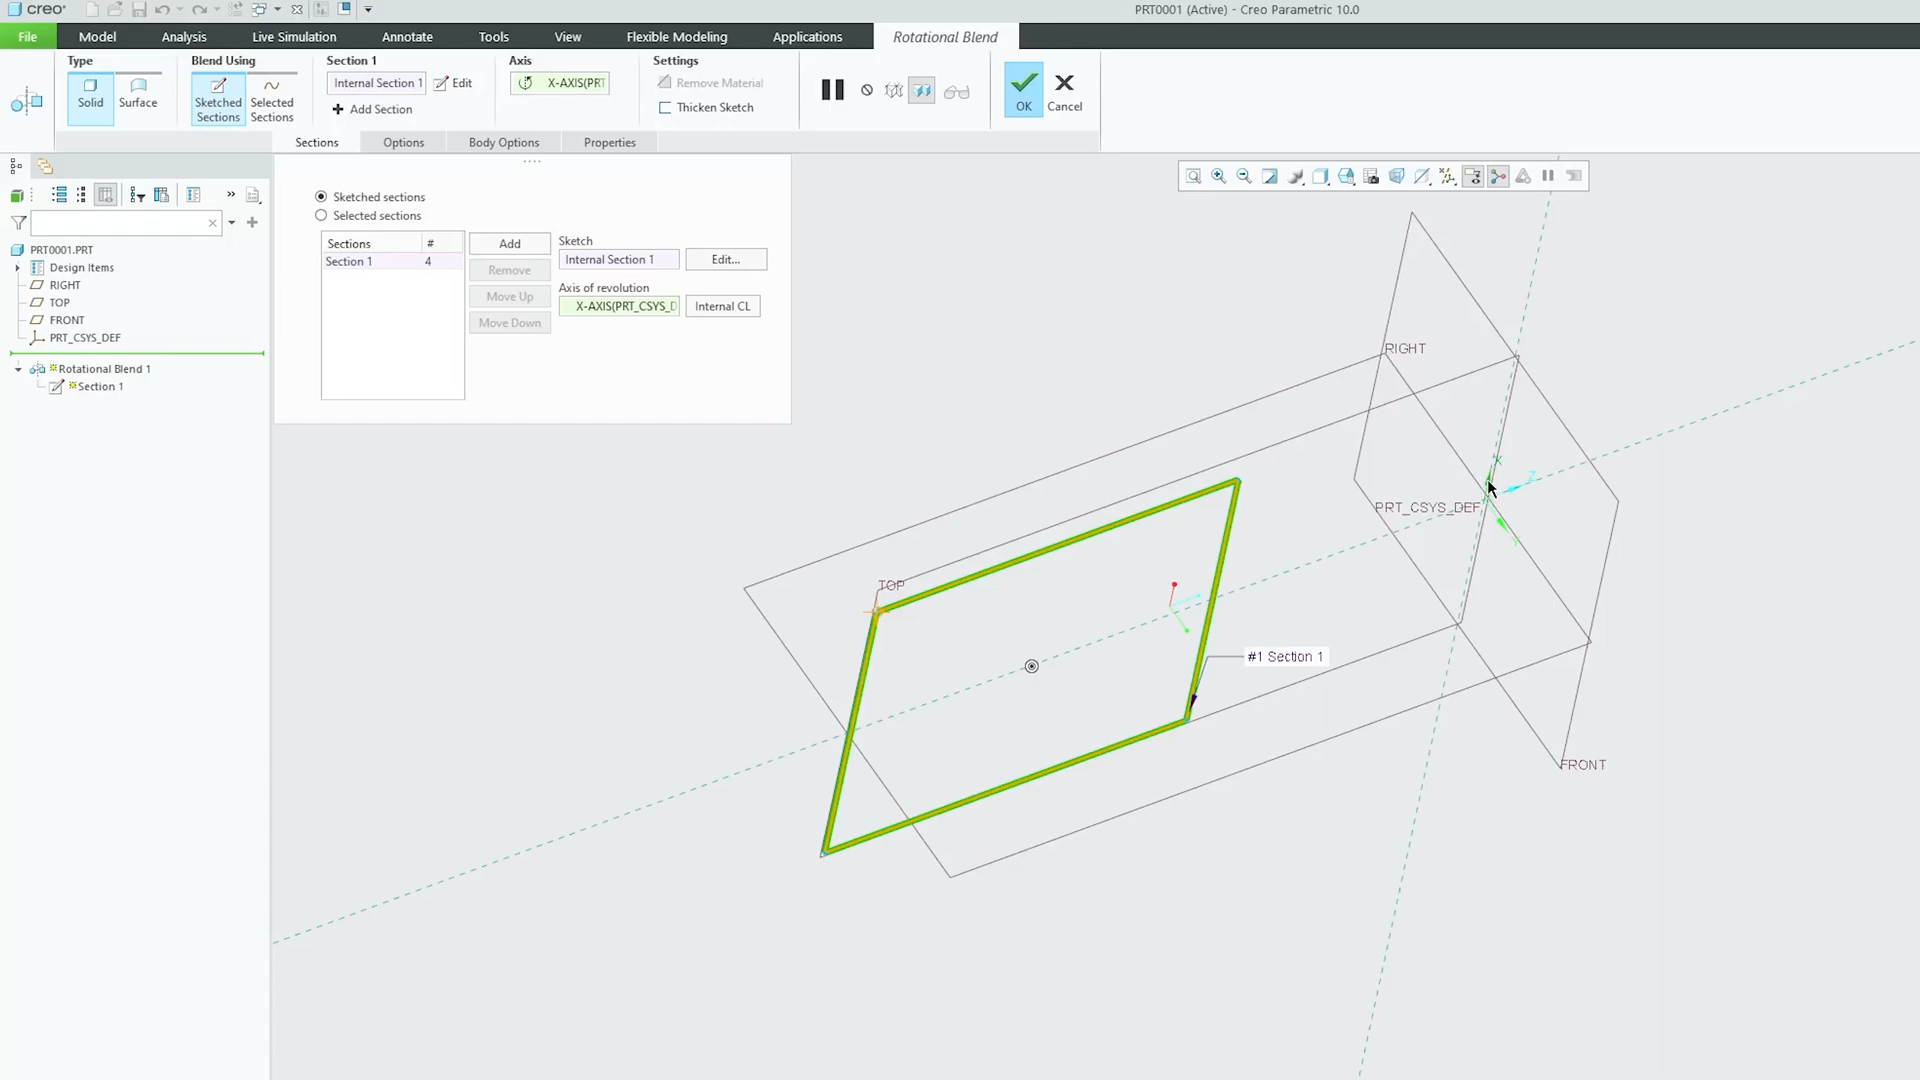 creo
PRT0001 (Active) - Creo Parametric 10.0
File Model Analysis Live Simulation Annotate Tools View Flexible Modeling Applications Rotational Blend
Type Blend Using Section 1 Axis Settings
Internal Section 1 Edit X-AXIS(PRT Remove Material
Solid Surface Sketched Sections Selected Sections Add Section Thicken Sketch OK Cancel
Sections Options Body Options Properties
Sketched sections
Selected sections
Sections # Add Sketch
Section 1 4 Internal Section 1 Edit...
Remove
Axis of revolution
Move Up X-AXIS(PRT_CSYS_D Internal CL
Move Down
PRT0001.PRT
Design Items
RIGHT
TOP
FRONT
PRT_CSYS_DEF
Rotational Blend 1
Section 1
RIGHT
X
Z
PRT_CSYS_DEF
Y
TOP
#1 Section 1
FRONT